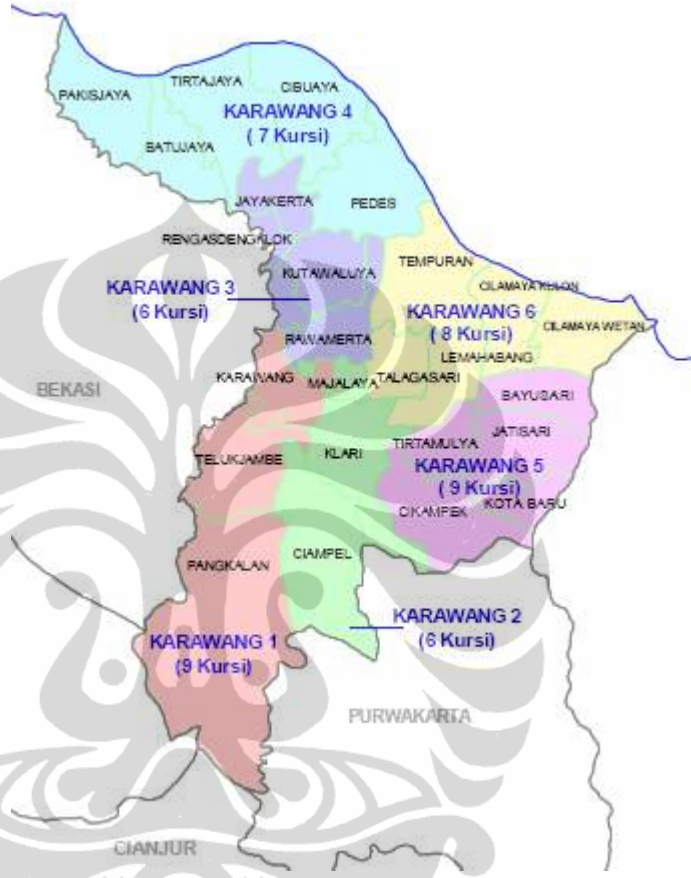 TIRTAJAYA
CIBUAYA
PAKISJAYA
KARAWANG 4
( 7 Kursi)
BATUJAYA
JAYAKERTA
PEDES
RENGASDENGKLOK
TEMPURAN
KUTAWALUYA
KARAWANG 3
(6 Kursi)
CILAMAYA KULON
KARAWANG 6
( 8 Kursi)
CILAMAYA WETAN
RAWAMERTA
LEMAHABANG
KARAWANG
MAJALAYA
TALAGASARI
BEKASI
BAYUSARI
JATISARI
TIRTAMULYA
KLARI
TELUKJAMBE
KARAWANG 5
( 9 Kursi)
KOTA BARU
CIKAMPEK
CIAMPEL
PANGKALAN
KARAWANG 2
(6 Kursi)
KARAWANG 1
(9 Kursi)
PURWAKARTA
CIANJUR